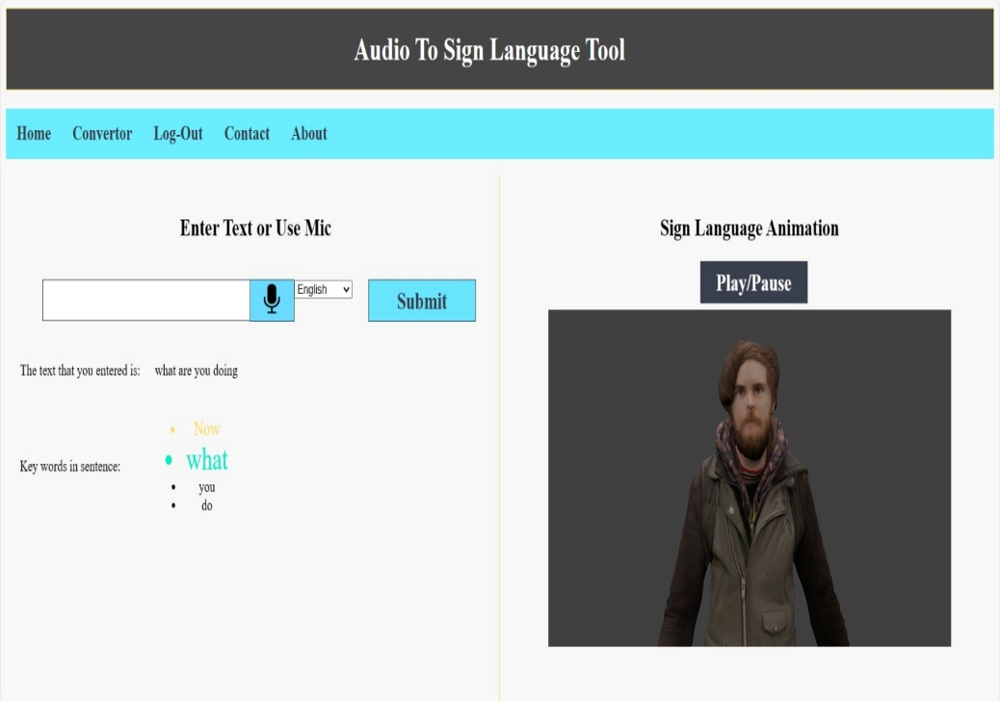 Audio To Sign Language Tool
Home Convertor Log-Out Contact About
Enter Text or Use Mic
English
Submit
The text that you entered is: what are you doing
Key words in sentence:
Now
what
you
do
Sign Language Animation
Play/Pause